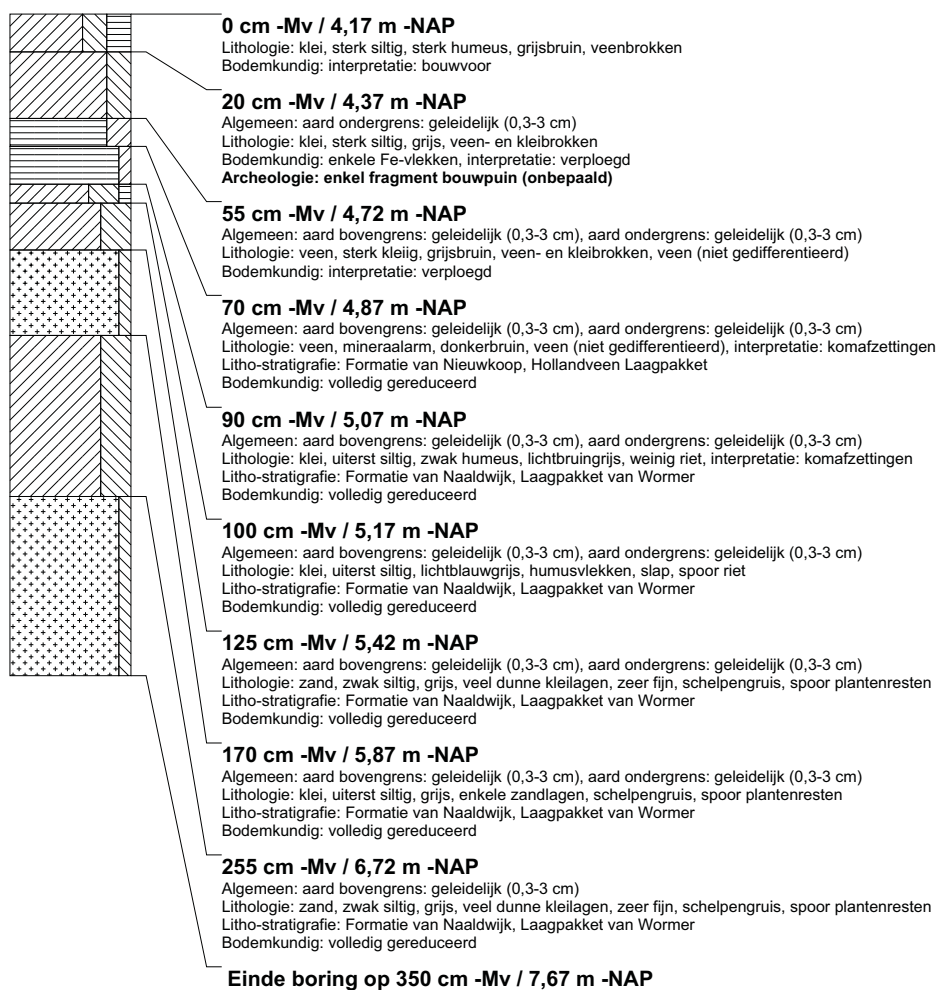 0 cm -Mv / 4,17 m -NAP
Lithologie: klei, sterk siltig, sterk humeus, grijsbruin, veenbrokken
Bodemkundig: interpretatie: bouwvoor
20 cm -Mv / 4,37 m -NAP
Algemeen: aard ondergrens: geleidelijk (0,3-3 cm)
Lithologie: klei, sterk siltig, grijs, veen- en kleibrokken
Bodemkundig: enkele Fe-vlekken, interpretatie: verploegd
Archeologie: enkel fragment bouwpuin (onbepaald)
55 cm -Mv / 4,72 m -NAP
Algemeen: aard bovengrens: geleidelijk (0,3-3 cm), aard ondergrens: geleidelijk (0,3-3 cm)
Lithologie: veen, sterk kleiig, grijsbruin, veen- en kleibrokken, veen (niet gedifferentieerd)
Bodemkundig: interpretatie: verploegd
70 cm -Mv / 4,87 m -NAP
Algemeen: aard bovengrens: geleidelijk (0,3-3 cm), aard ondergrens: geleidelijk (0,3-3 cm)
Lithologie: veen, mineraalarm, donkerbruin, veen (niet gedifferentieerd), interpretatie: komafzettingen
Litho-stratigrafie: Formatie van Nieuwkoop, Hollandveen Laagpakket
Bodemkundig: volledig gereduceerd
90 cm -Mv / 5,07 m -NAP
Algemeen: aard bovengrens: geleidelijk (0,3-3 cm), aard ondergrens: geleidelijk (0,3-3 cm)
Lithologie: klei, uiterst siltig, zwak humeus, lichtbruingrijs, weinig riet, interpretatie: komafzettingen
Litho-stratigrafie: Formatie van Naaldwijk, Laagpakket van Wormer
Bodemkundig: volledig gereduceerd
100 cm -Mv / 5,17 m -NAP
Algemeen: aard bovengrens: geleidelijk (0,3-3 cm), aard ondergrens: geleidelijk (0,3-3 cm)
Lithologie: klei, uiterst siltig, lichtblauwgrijs, humusvlekken, slap, spoor riet
Litho-stratigrafie: Formatie van Naaldwijk, Laagpakket van Wormer
Bodemkundig: volledig gereduceerd
125 cm -Mv / 5,42 m -NAP
Algemeen: aard bovengrens: geleidelijk (0,3-3 cm), aard ondergrens: geleidelijk (0,3-3 cm)
Lithologie: zand, zwak siltig, grijs, veel dunne kleilagen, zeer fijn, schelpengruis, spoor plantenresten
Litho-stratigrafie: Formatie van Naaldwijk, Laagpakket van Wormer
Bodemkundig: volledig gereduceerd
170 cm -Mv / 5,87 m -NAP
Algemeen: aard bovengrens: geleidelijk (0,3-3 cm), aard ondergrens: geleidelijk (0,3-3 cm)
Lithologie: klei, uiterst siltig, grijs, enkele zandlagen, schelpengruis, spoor plantenresten
Litho-stratigrafie: Formatie van Naaldwijk, Laagpakket van Wormer
Bodemkundig: volledig gereduceerd
255 cm -Mv / 6,72 m -NAP
Algemeen: aard bovengrens: geleidelijk (0,3-3 cm)
Lithologie: zand, zwak siltig, grijs, veel dunne kleilagen, zeer fijn, schelpengruis, spoor plantenresten
Litho-stratigrafie: Formatie van Naaldwijk, Laagpakket van Wormer
Bodemkundig: volledig gereduceerd
Einde boring op 350 cm -Mv / 7,67 m -NAP